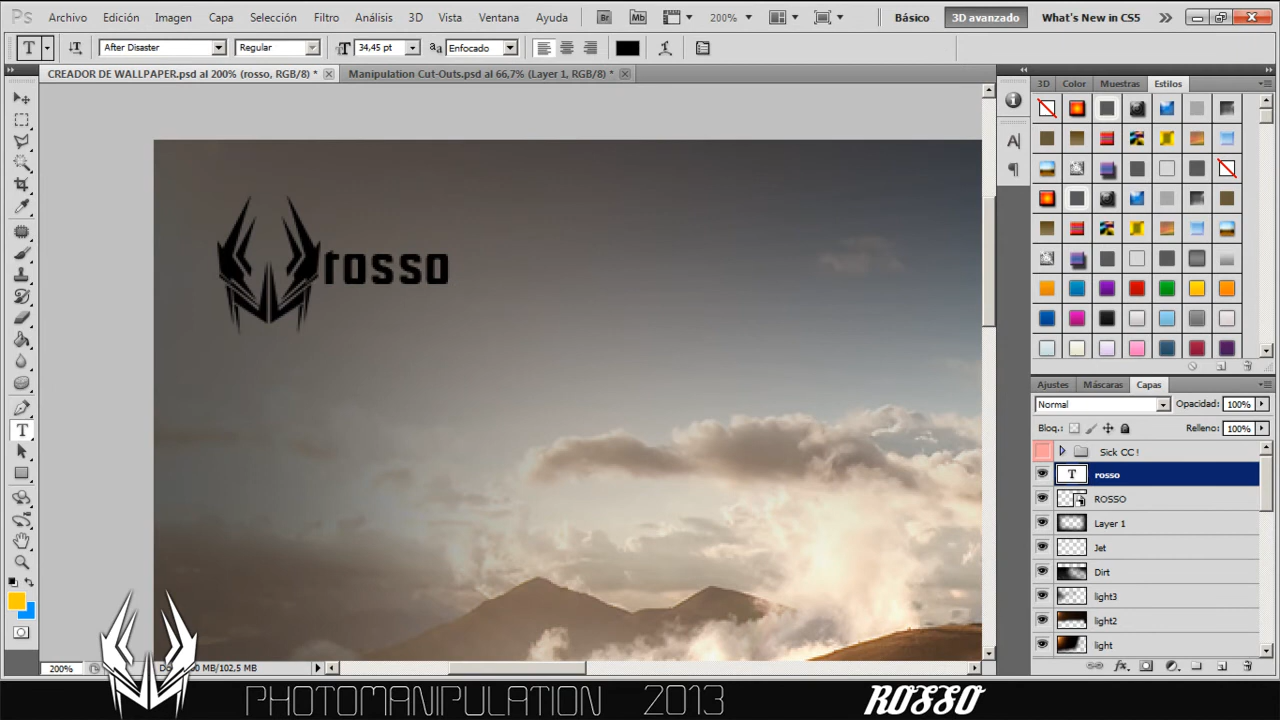 Ps
Archivo Edición Imagen Capa Selección Filtro Análisis 3D Vista Ventana Ayuda Br Mb 200% Básico 3D avanzado What's New in CS5
T After Disaster Regular 34,45 pt Enfocado
CREADOR DE WALLPAPER.psd al 200% (rosso, RGB/8) * Manipulation Cut-Outs.psd al 66,7% (Layer 1, RGB/8) *
3D Color Muestras Estilos
rosso
Ajustes Máscaras Capas
Normal Opacidad: 100%
Bloq.: Relleno: 100%
Sick CC !
T rosso
ROSSO
Layer 1
Jet
Dirt
light3
light2
light
200% MB/102,5 MB
PHOTOMANIPULATION 2013 ROSSO